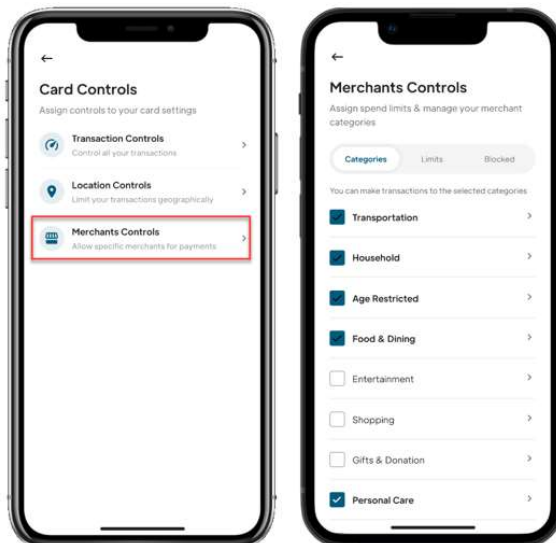 Card Controls
Assign controls to your card settings
Transaction Controls
Control all your transactions
Location Controls
Limit your transactions geographically
Merchants Controls
Allow specific merchants for payments
Merchants Controls
Assign spend limits & manage your merchant
categories
Categories Limits Blocked
You can make transactions to the selected categories
Transportation
Household
Age Restricted
Food & Dining
Entertainment
Shopping
Gifts & Donation
Personal Care